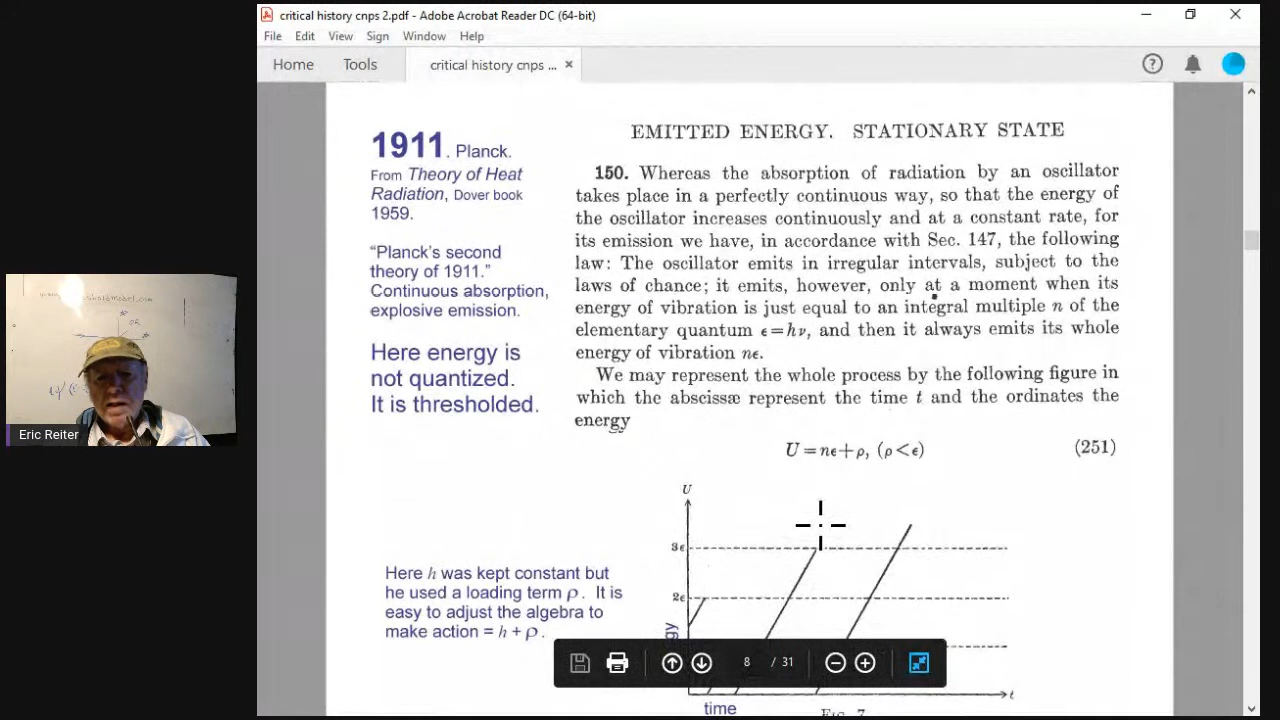 critical history cnps 2.pdf - Adobe Acrobat Reader DC (64-bit)
File Edit View Sign Window Help
Home Tools critical history cnps ... ×
1911. Planck.
From Theory of Heat
Radiation, Dover book
1959.
“Planck’s second
theory of 1911.”
Continuous absorption,
explosive emission.
Here energy is
not quantized.
It is thresholded.
Here h was kept constant but
he used a loading term ρ. It is
easy to adjust the algebra to
make action = h + ρ.
EMITTED ENERGY. STATIONARY STATE
150. Whereas the absorption of radiation by an oscillator
takes place in a perfectly continuous way, so that the energy of
the oscillator increases continuously and at a constant rate, for
its emission we have, in accordance with Sec. 147, the following
law: The oscillator emits in irregular intervals, subject to the
laws of chance; it emits, however, only at a moment when its
energy of vibration is just equal to an integral multiple n of the
elementary quantum ϵ=hν, and then it always emits its whole
energy of vibration nϵ.
We may represent the whole process by the following figure in
which the abscissæ represent the time t and the ordinates the
energy
U=nϵ+ρ, (ρ<ϵ) (251)
U
3ϵ
2ϵ
t
time
Fig. 7
8 / 31
Eric Reiter